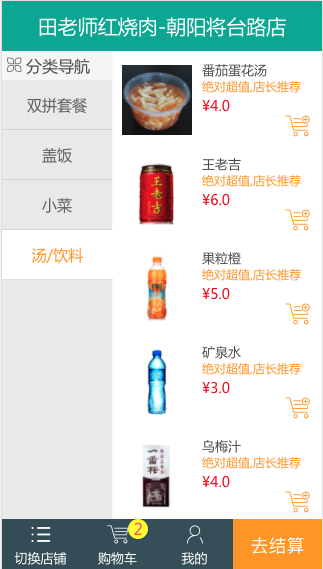 田老师红烧肉-朝阳将台路店
分类导航
双拼套餐
盖饭
小菜
汤/饮料
番茄蛋花汤
绝对超值,店长推荐
¥4.0
王老吉
绝对超值,店长推荐
¥6.0
王老吉
果粒橙
绝对超值,店长推荐
¥5.0
矿泉水
绝对超值,店长推荐
¥3.0
乌梅汁
绝对超值,店长推荐
¥4.0
切换店铺
购物车
2
我的
去结算